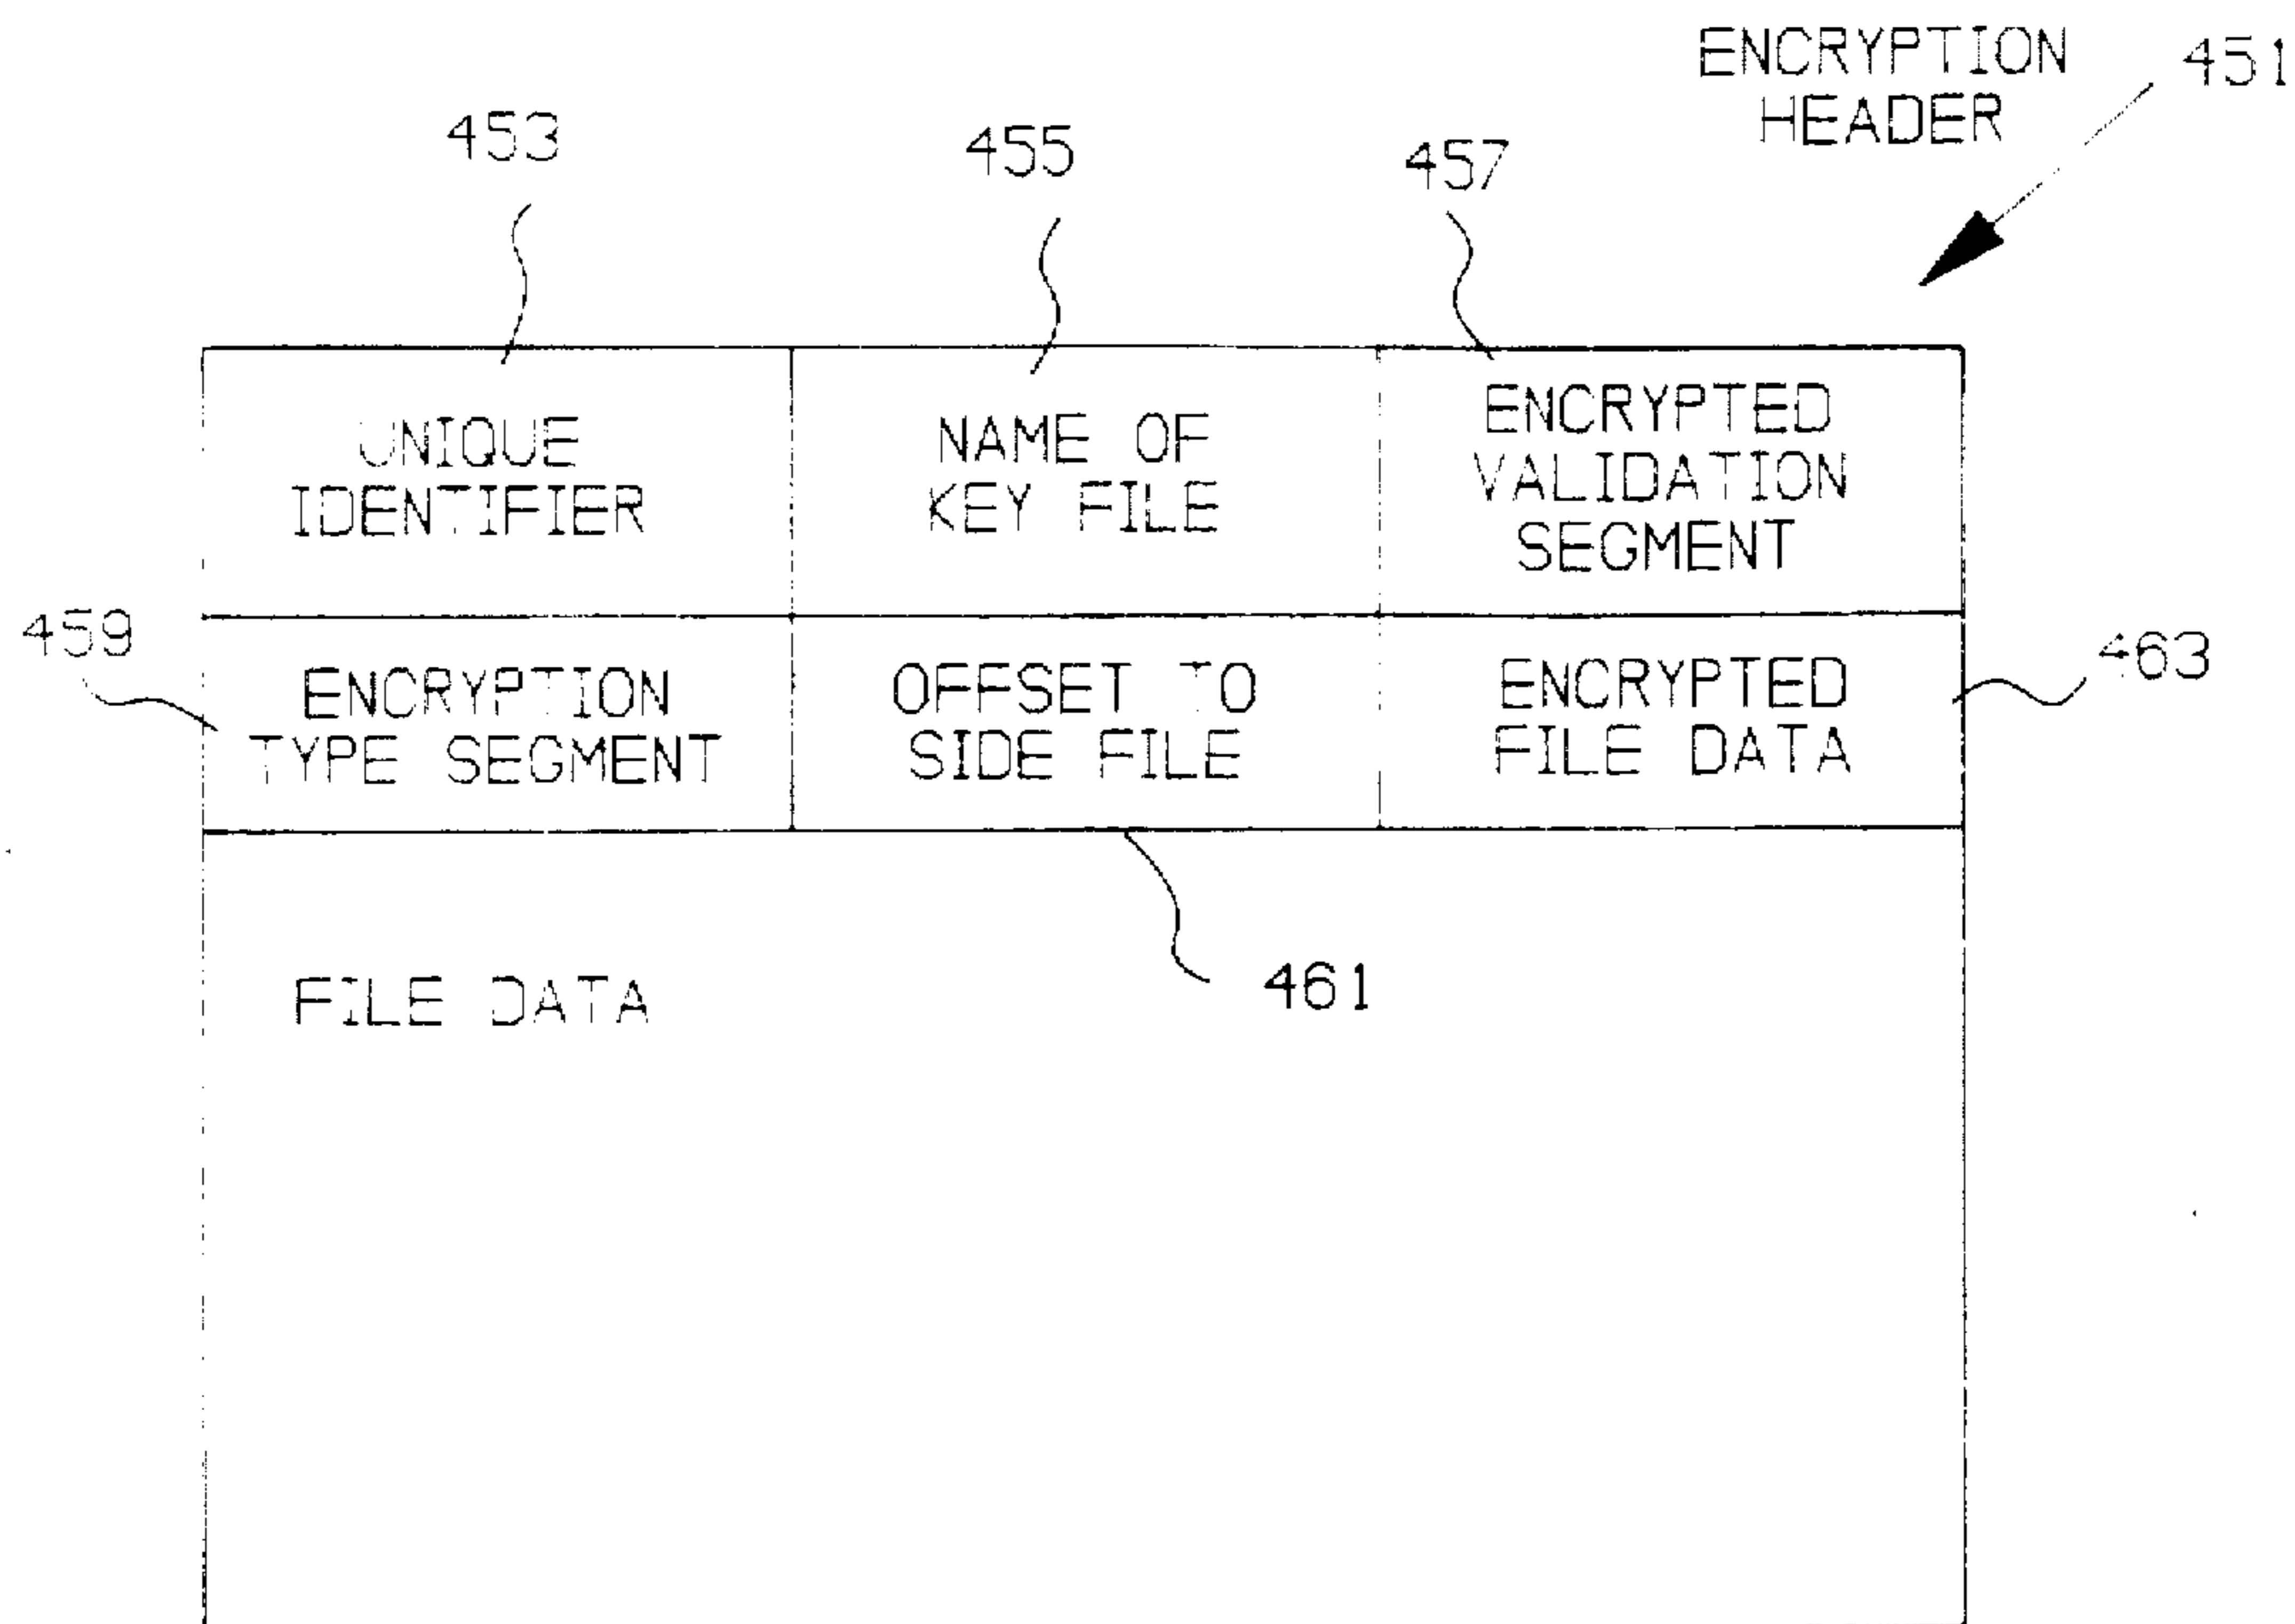 ENCRYPTION
HEADER
451
453
455
457
UNIQUE
IDENTIFIER
NAME OF
KEY FILE
ENCRYPTED
VALIDATION
SEGMENT
459
ENCRYPTION
TYPE SEGMENT
OFFSET TO
SIDE FILE
ENCRYPTED
FILE DATA
463
461
FILE DATA